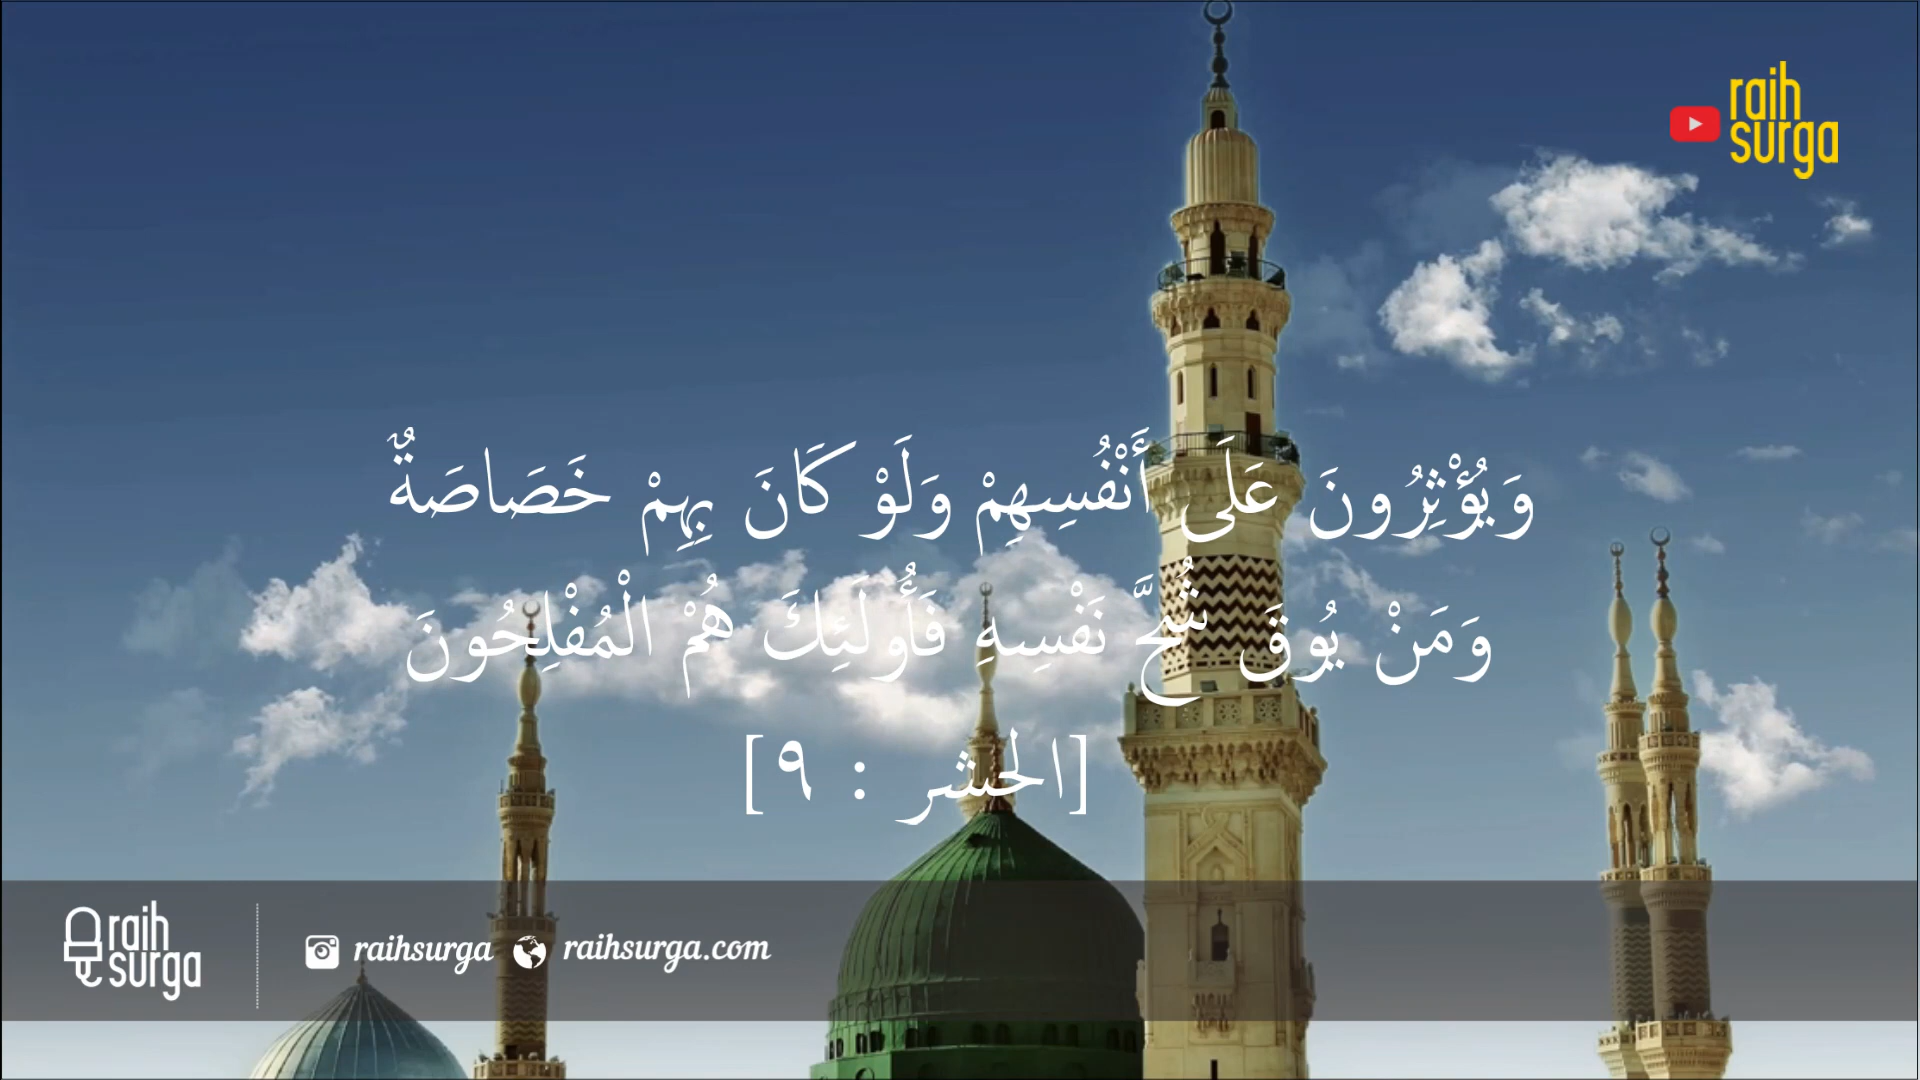 raih
surga
وَيُؤْثِرُونَ عَلَى أَنْفُسِهِمْ وَلَوْ كَانَ بِهِمْ خَصَاصَةٌ
وَمَنْ يُوقَ شُحَّ نَفْسِهِ فَأُولَئِكَ هُمْ الْمُفْلِحُونَ
[الحشر : ٩]
raih
surga
raihsurga raihsurga.com